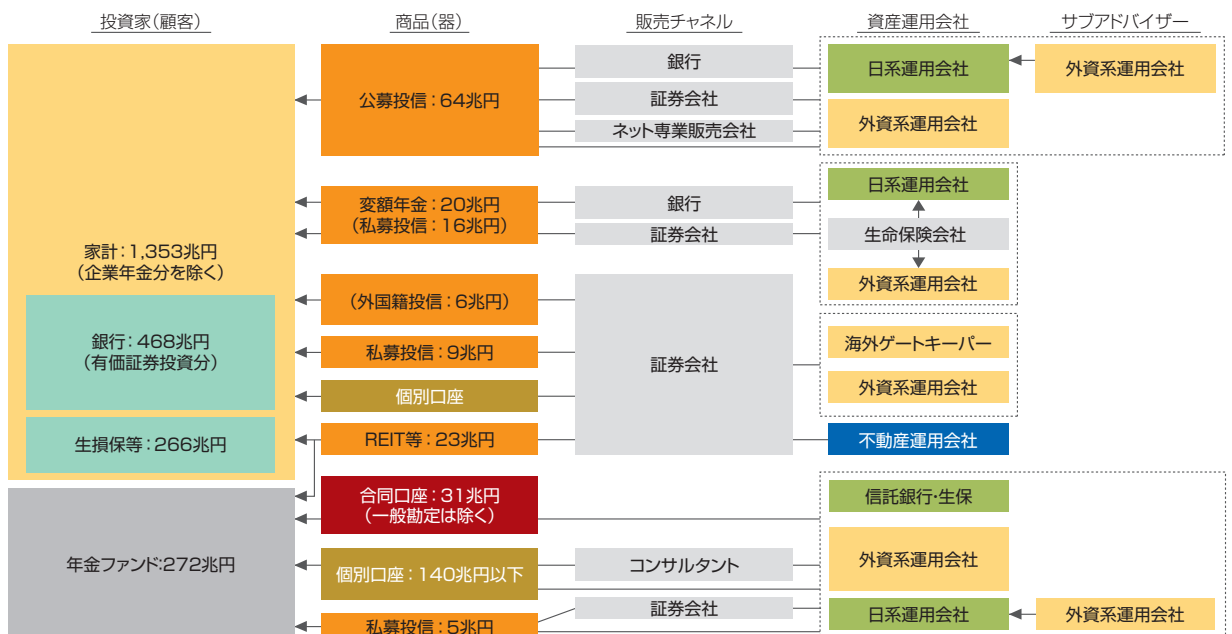 投資家（顧客）
商品（器）
販売チャネル
資産運用会社
サブアドバイザー
家計：1,353兆円
（企業年金分を除く）
銀行：468兆円
（有価証券投資分）
生損保等：266兆円
年金ファンド:272兆円
公募投信：64兆円
変額年金：20兆円
（私募投信：16兆円）
（外国籍投信：6兆円）
私募投信：9兆円
個別口座
REIT等：23兆円
合同口座：31兆円
（一般勘定は除く）
個別口座：140兆円以下
私募投信：5兆円
銀行
証券会社
ネット専業販売会社
銀行
証券会社
証券会社
コンサルタント
証券会社
日系運用会社
外資系運用会社
日系運用会社
生命保険会社
外資系運用会社
海外ゲートキーパー
外資系運用会社
不動産運用会社
信託銀行・生保
外資系運用会社
日系運用会社
外資系運用会社
外資系運用会社